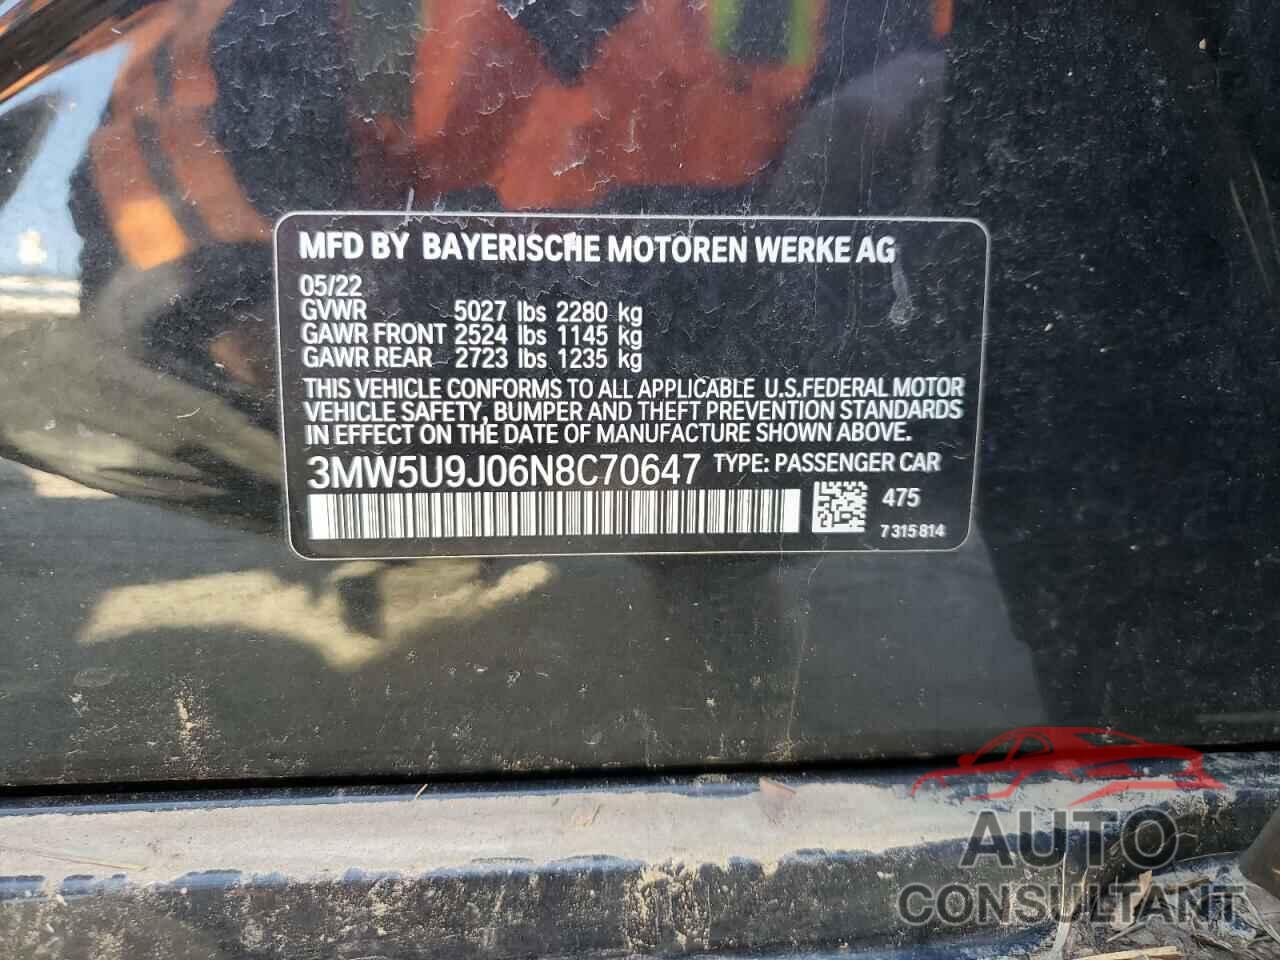 MFD BY BAYERISCHE MOTOREN WERKE AG
05/22
GVWR 5027 lbs 2280 kg
GAWR FRONT 2524 lbs 1145 kg
GAWR REAR 2723 lbs 1235 kg
THIS VEHICLE CONFORMS TO ALL APPLICABLE U.S.FEDERAL MOTOR
VEHICLE SAFETY, BUMPER AND THEFT PREVENTION STANDARDS
IN EFFECT ON THE DATE OF MANUFACTURE SHOWN ABOVE.
3MW5U9J06N8C70647 TYPE: PASSENGER CAR
475
7 315 814
AUTO
CONSULTANT